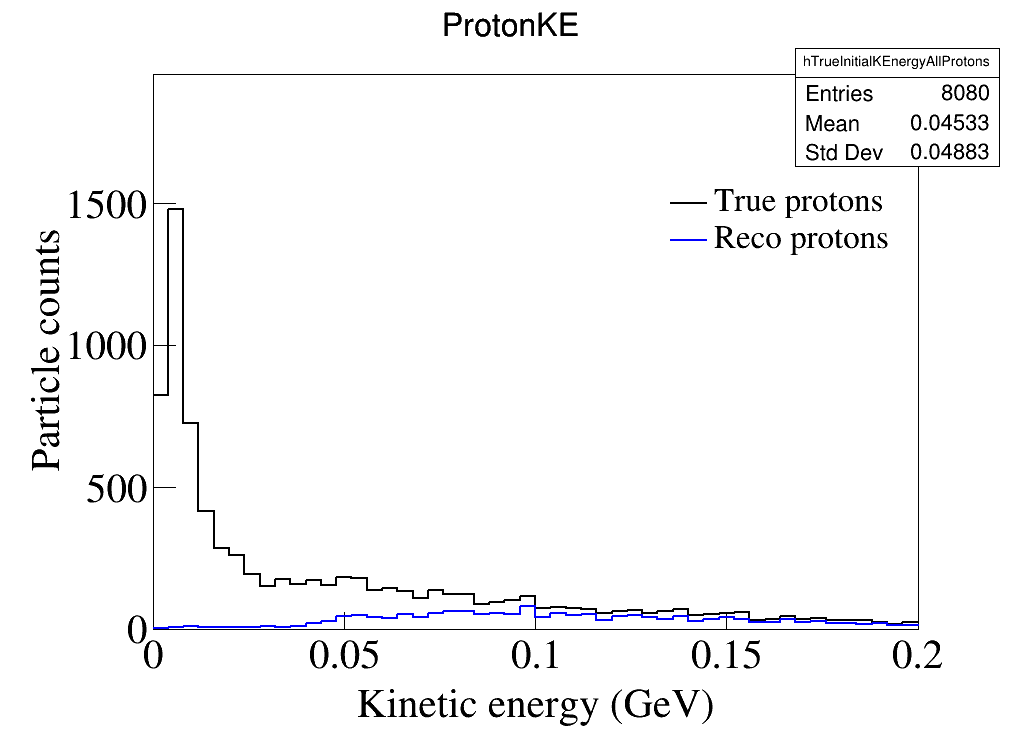 ProtonKE
hTrueInitialKEnergyAllProtons
Entries 8080
Mean 0.04533
Std Dev 0.04883
True protons
Reco protons
Particle counts
1500
1000
500
0
0 0.05 0.1 0.15 0.2
Kinetic energy (GeV)